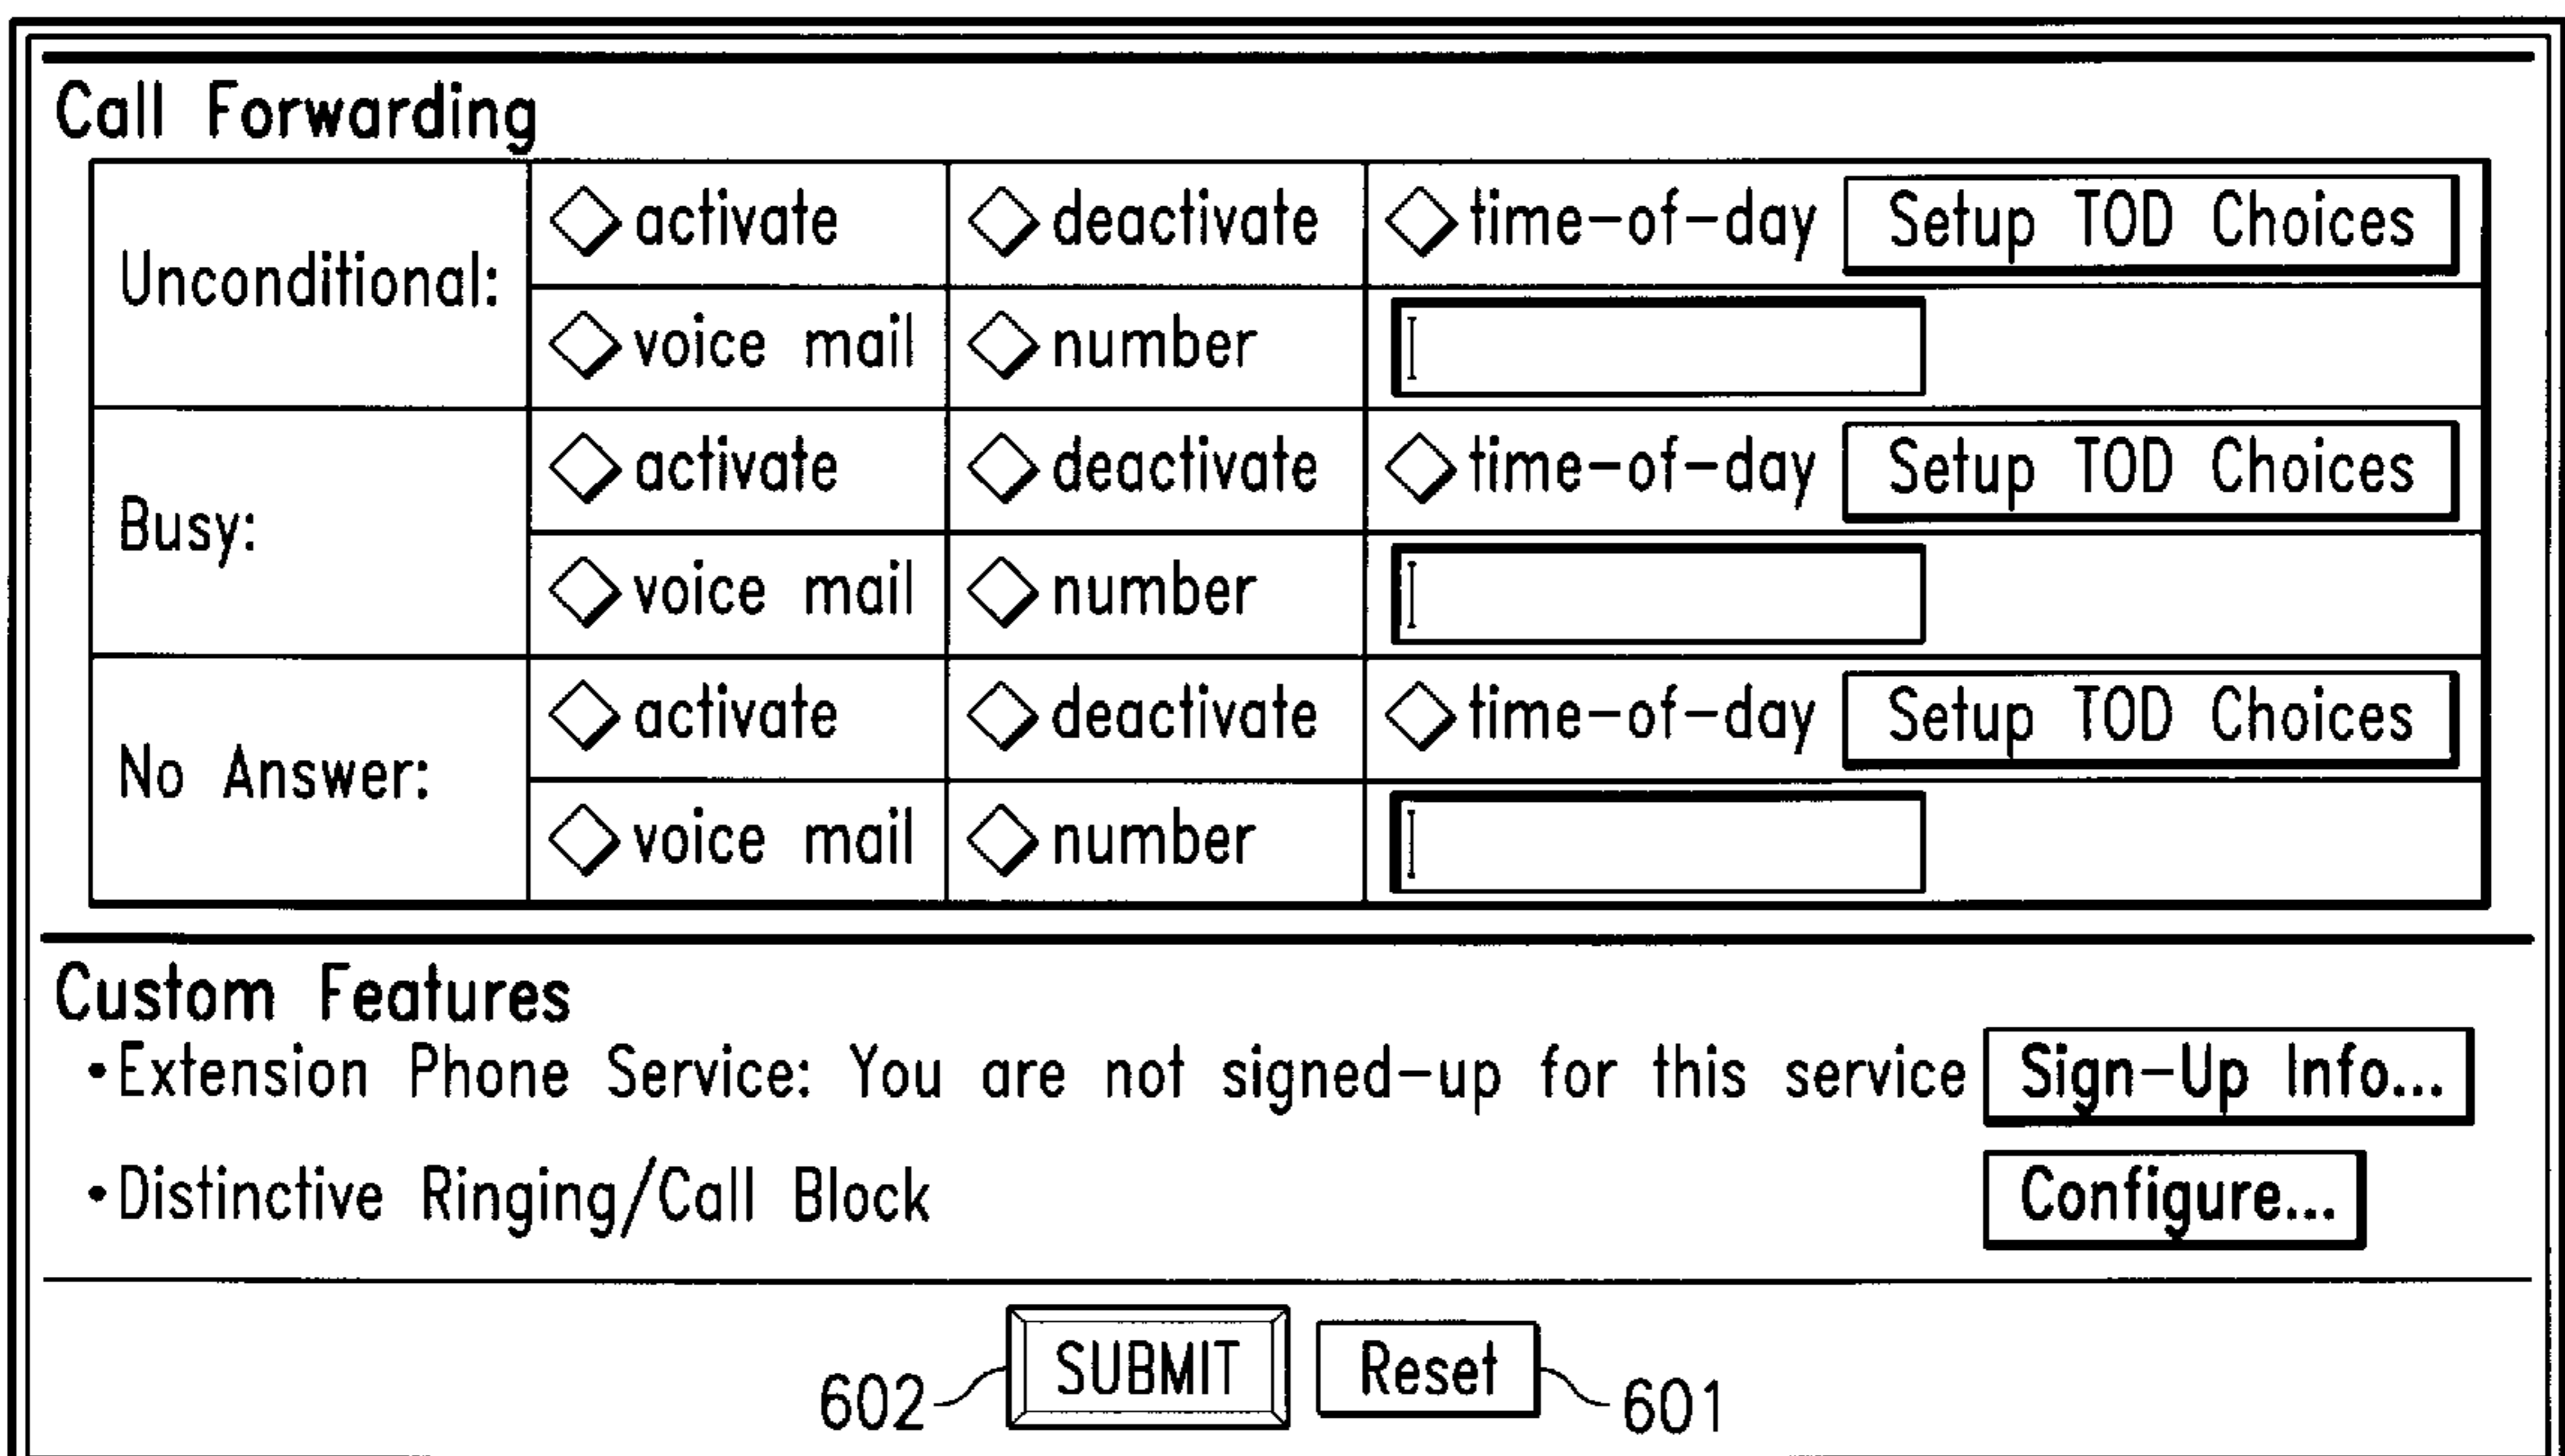 Call Forwarding
Unconditional:
activate deactivate time-of-day Setup TOD Choices
voice mail number
Busy:
activate deactivate time-of-day Setup TOD Choices
voice mail number
No Answer:
activate deactivate time-of-day Setup TOD Choices
voice mail number
Custom Features
•Extension Phone Service: You are not signed-up for this service Sign-Up Info...
•Distinctive Ringing/Call Block Configure...
602 SUBMIT Reset 601